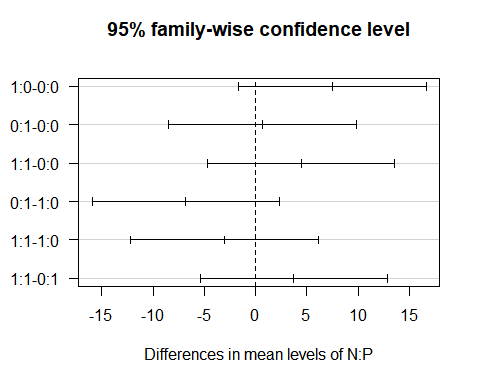 95% family-wise confidence level
1:0-0:0
0:1-0:0
1:1-0:0
0:1-1:0
1:1-1:0
1:1-0:1
-15 -10 -5 0 5 10 15
Differences in mean levels of N:P